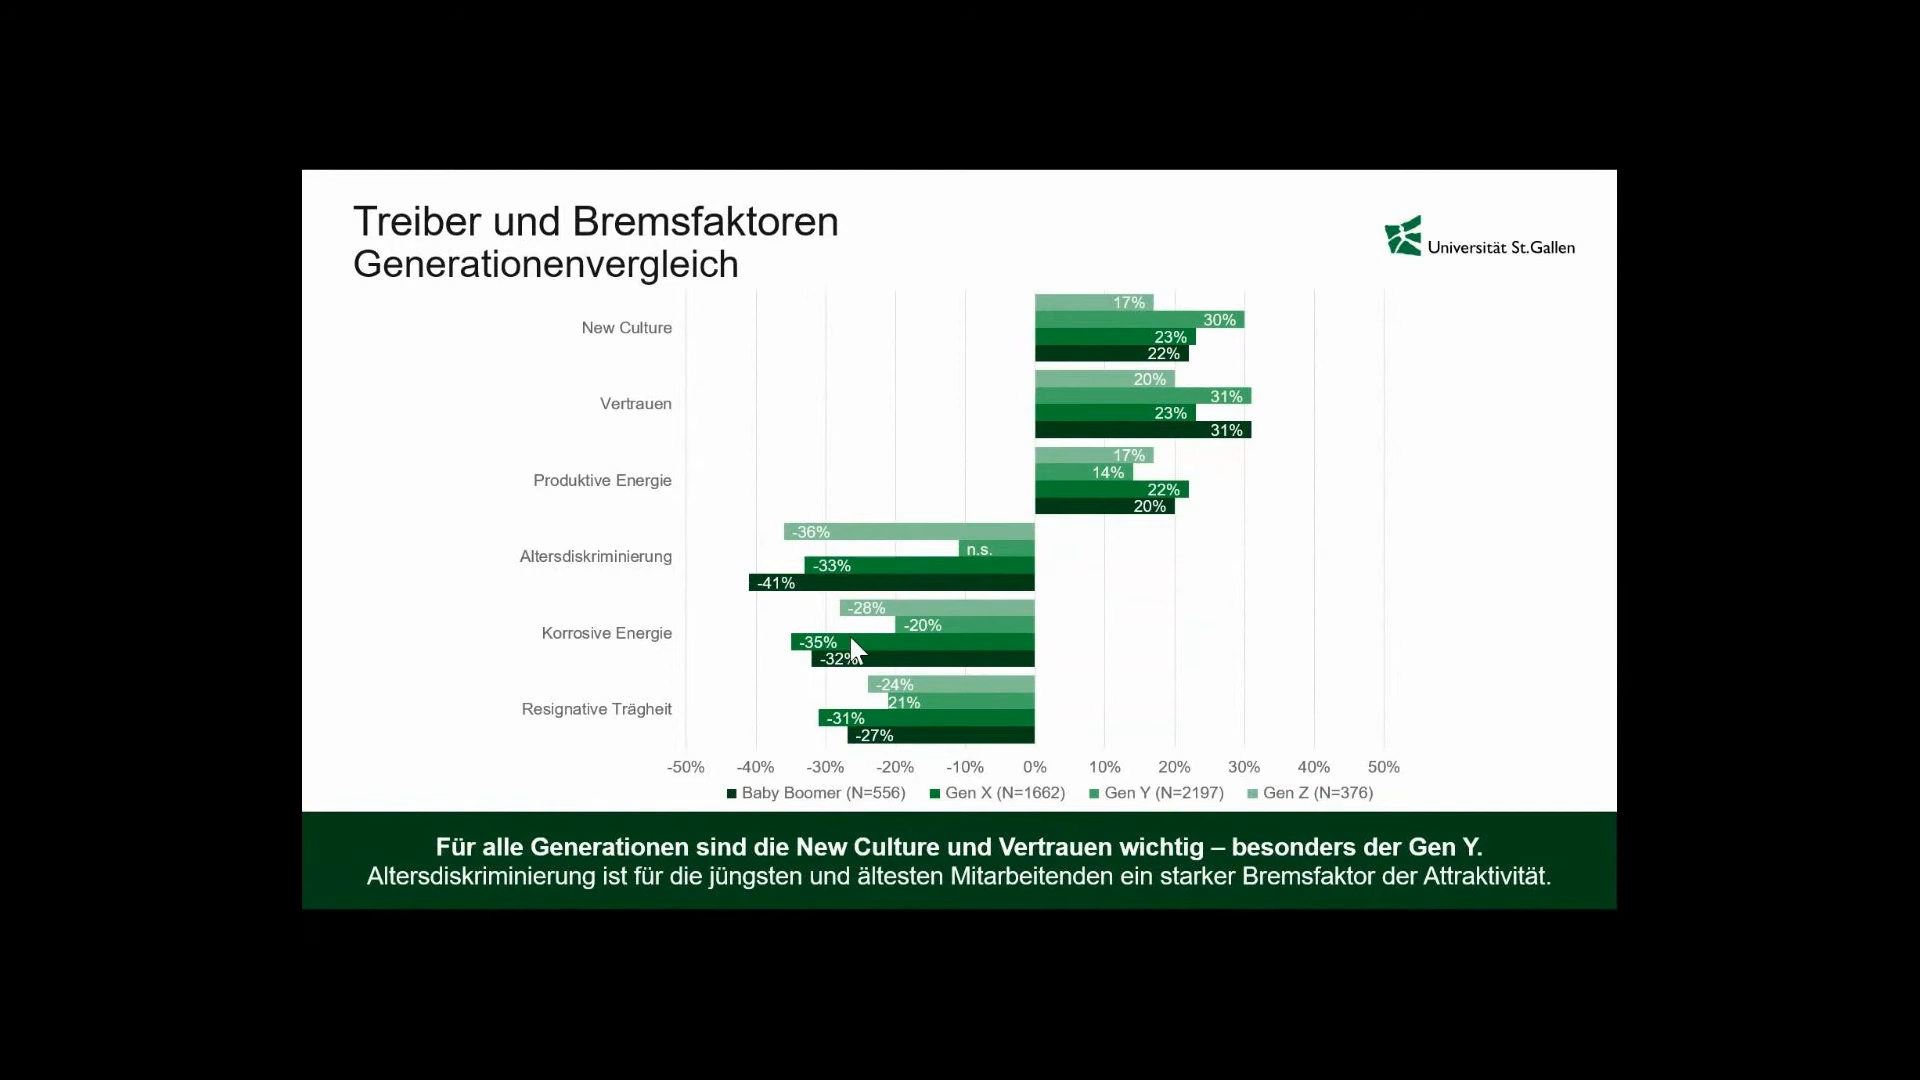 Treiber und Bremsfaktoren
Generationenvergleich
Universität St.Gallen
New Culture
17%
30%
23%
22%
Vertrauen
20%
31%
23%
31%
Produktive Energie
17%
14%
22%
20%
Altersdiskriminierung
-36%
n.s.
-33%
-41%
Korrosive Energie
-28%
-20%
-35%
-32%
Resignative Trägheit
-24%
21%
-31%
-27%
-50% -40% -30% -20% -10% 0% 10% 20% 30% 40% 50%
Baby Boomer (N=556) Gen X (N=1662) Gen Y (N=2197) Gen Z (N=376)
Für alle Generationen sind die New Culture und Vertrauen wichtig – besonders der Gen Y.
Altersdiskriminierung ist für die jüngsten und ältesten Mitarbeitenden ein starker Bremsfaktor der Attraktivität.